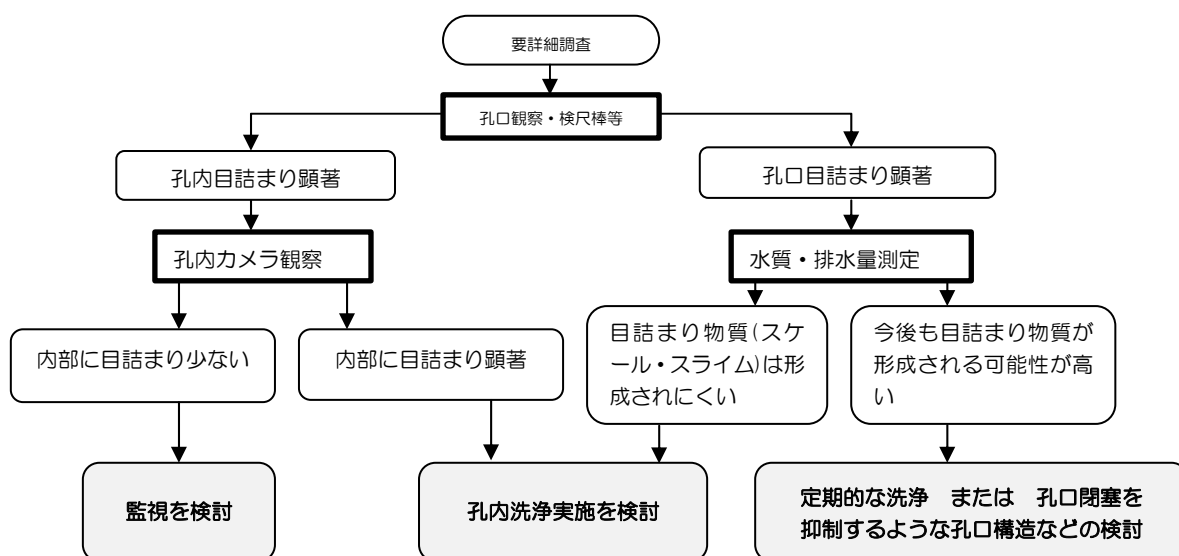 要詳細調査
孔口観察・検尺棒等
孔内目詰まり顕著
孔口目詰まり顕著
孔内カメラ観察
水質・排水量測定
内部に目詰まり少ない
内部に目詰まり顕著
目詰まり物質(スケ
ール・スライム)は形
成されにくい
今後も目詰まり物質が
形成される可能性が高
い
監視を検討
孔内洗浄実施を検討
定期的な洗浄　または　孔口閉塞を
抑制するような孔口構造などの検討